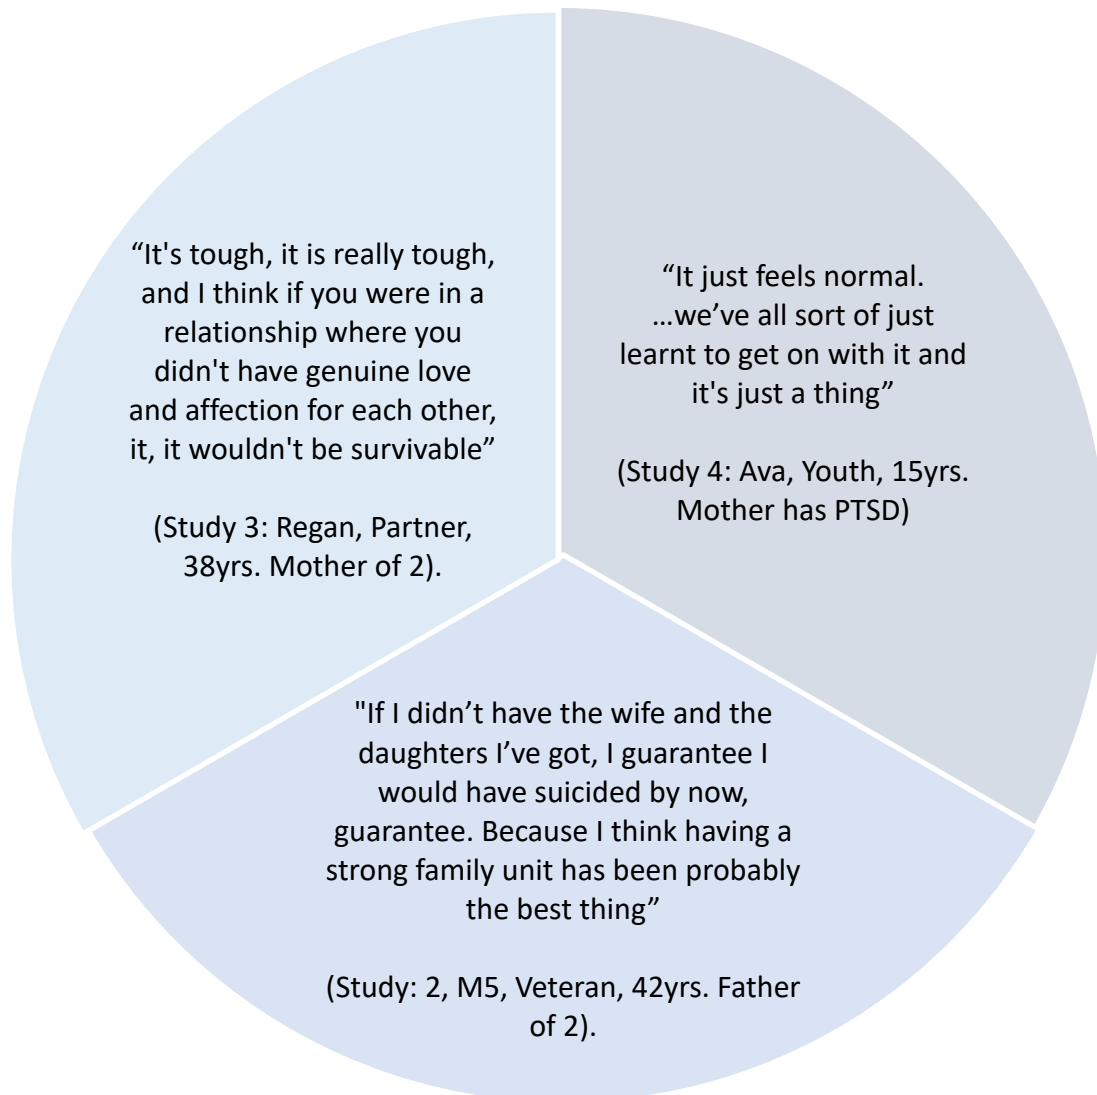 “It's tough, it is really tough,
and I think if you were in a
relationship where you
didn't have genuine love
and affection for each other,
it, it wouldn't be survivable”
(Study 3: Regan, Partner,
38yrs. Mother of 2).
“It just feels normal.
…we’ve all sort of just
learnt to get on with it and
it's just a thing”
(Study 4: Ava, Youth, 15yrs.
Mother has PTSD)
"If I didn’t have the wife and the
daughters I’ve got, I guarantee I
would have suicided by now,
guarantee. Because I think having a
strong family unit has been probably
the best thing”
(Study: 2, M5, Veteran, 42yrs. Father
of 2).